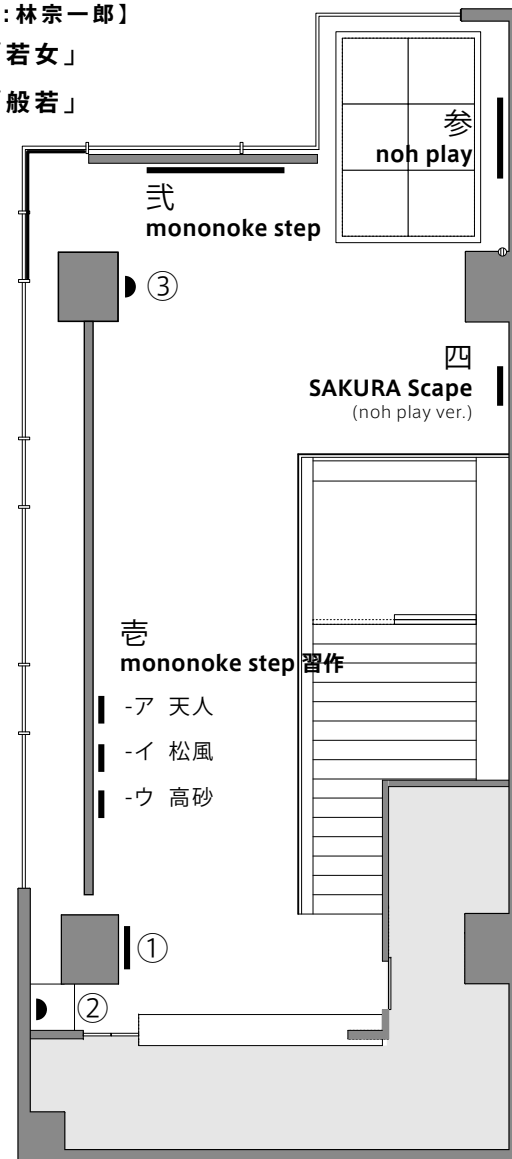 :林宗一郎】
「若女」
「般若」
参
noh play
弐
mononoke step
③
四
SAKURA Scape
(noh play ver.)
壱
mononoke step 習作
-ア 天人
-イ 松風
-ウ 高砂
①
②